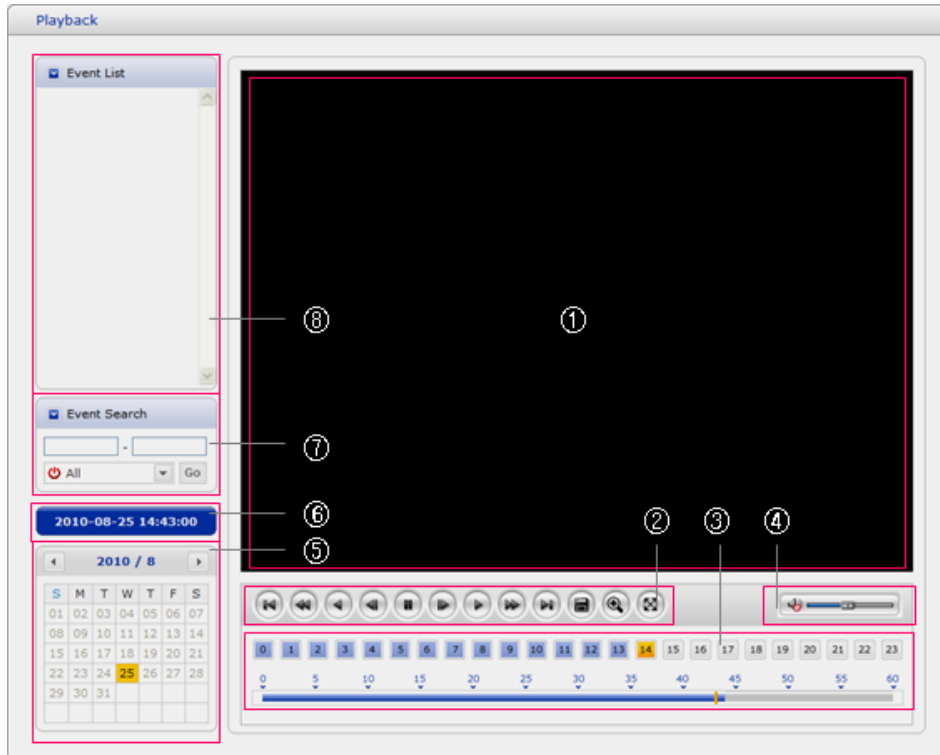 Playback
Event List
⑧
①
Event Search
-
⑦
All
Go
⑥
2010-08-25 14:43:00
②
③
④
⑤
2010 / 8
S M T W T F S
01 02 03 04 05 06 07
08 09 10 11 12 13 14
15 16 17 18 19 20 21
22 23 24 25 26 27 28
29 30 31
0 1 2 3 4 5 6 7 8 9 10 11 12 13 14 15 16 17 18 19 20 21 22 23
0 5 10 15 20 25 30 35 40 45 50 55 60